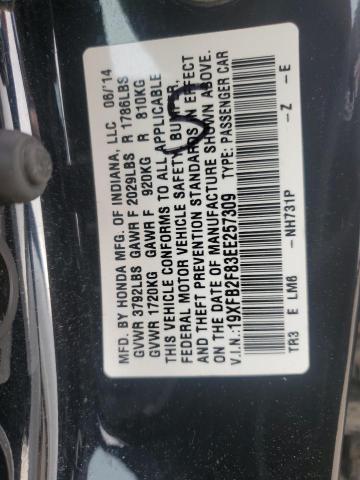 MFD. BY HONDA MFG. OF INDIANA, LLC 06/'14
GVWR 3792LBS GAWR F 2029LBS R 1786LBS
GVWR 1720KG GAWR F 920KG R 810KG
THIS VEHICLE CONFORMS TO ALL APPLICABLE
FEDERAL MOTOR VEHICLE SAFETY, BUMPER,
AND THEFT PREVENTION STANDARDS IN EFFECT
ON THE DATE OF MANUFACTURE SHOWN ABOVE.
V.I.N.:19XFB2F83EE257309 TYPE: PASSENGER CAR
TR3 E LM6 -NH731P -Z -E